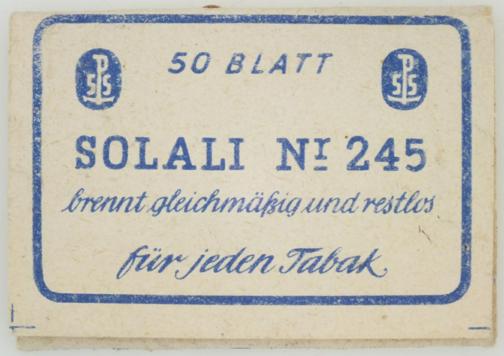 50 BLATT
SOLALI Nr 245
brennt gleichmäßig und restlos
für jeden Tabak